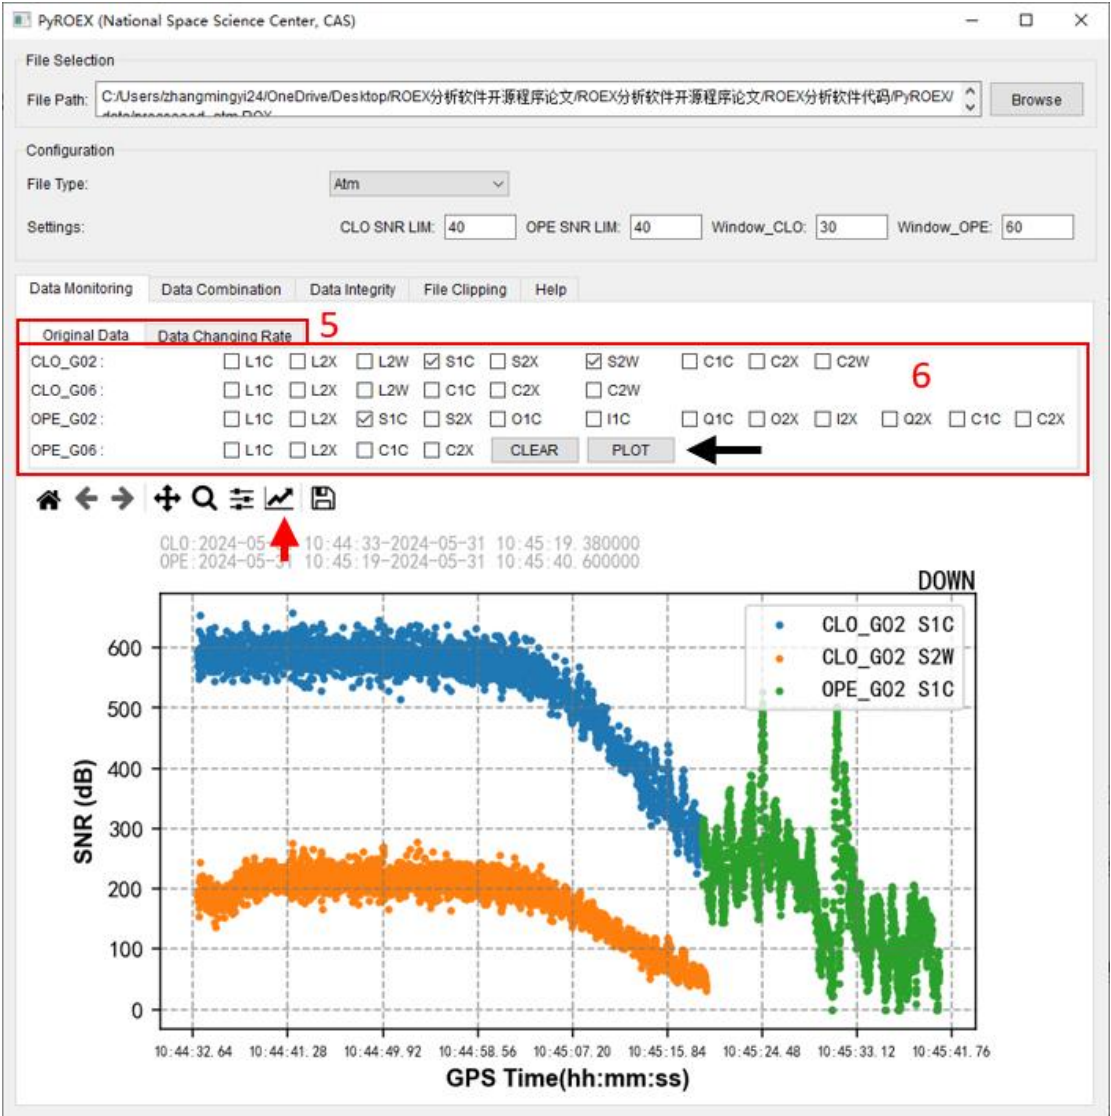 PyROEX (National Space Science Center, CAS)
File Selection
File Path: C:/Users/zhangmingyi24/OneDrive/Desktop/ROEX分析软件开源程序论文/ROEX分析软件开源程序论文/ROEX分析软件代码/PyROEX/ Browse
Configuration
File Type: Atm
Settings: CLO SNR LIM: 40 OPE SNR LIM: 40 Window_CLO: 30 Window_OPE: 60
Data Monitoring Data Combination Data Integrity File Clipping Help
Original Data Data Changing Rate 5
CLO_G02 : L1C L2X L2W S1C S2X S2W C1C C2X C2W
6
CLO_G06 : L1C L2X L2W C1C C2X C2W
OPE_G02 : L1C L2X S1C S2X O1C I1C Q1C O2X I2X Q2X C1C C2X
OPE_G06 : L1C L2X C1C C2X CLEAR PLOT
CLO:2024-05-31 10:44:33-2024-05-31 10:45:19.380000
OPE:2024-05-31 10:45:19-2024-05-31 10:45:40.600000
DOWN
CLO_G02 S1C
CLO_G02 S2W
OPE_G02 S1C
600
500
400
300
200
100
0
SNR (dB)
10:44:32.64 10:44:41.28 10:44:49.92 10:44:58.56 10:45:07.20 10:45:15.84 10:45:24.48 10:45:33.12 10:45:41.76
GPS Time(hh:mm:ss)